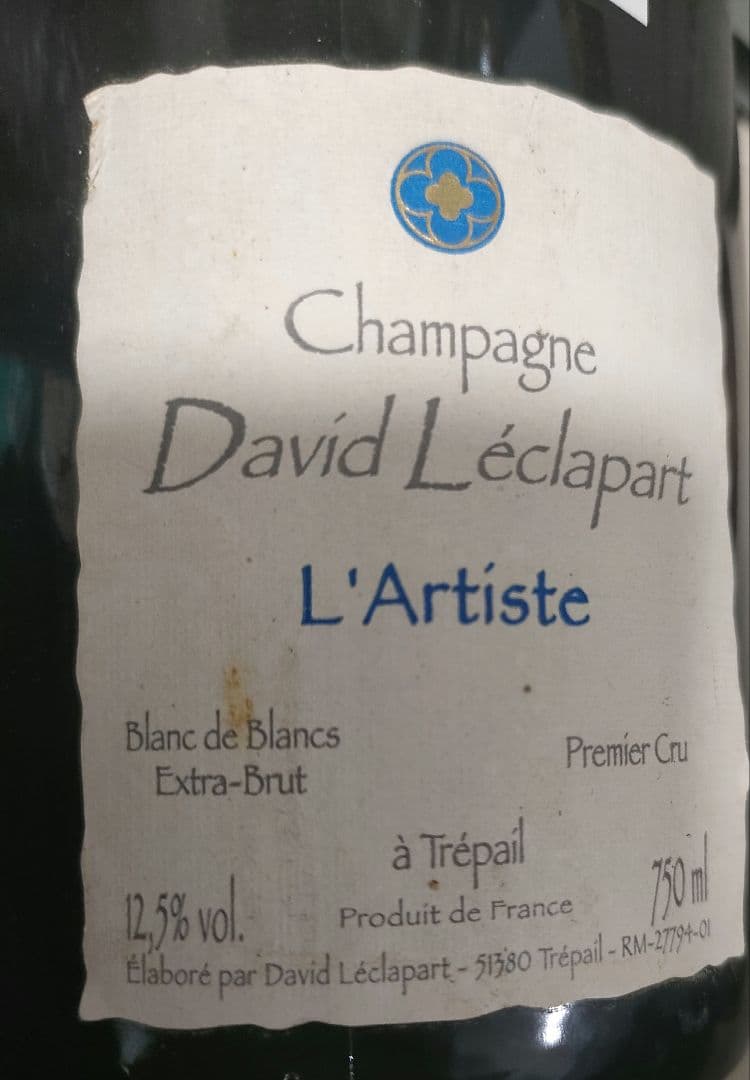 Champagne
David Léclapart
L'Artiste
Blanc de Blancs
Extra-Brut
Premier Cru
à Trépail
12,5% vol.
Produit de France
750 ml
Élaboré par David Léclapart - 51380 Trépail - RM-27794-01